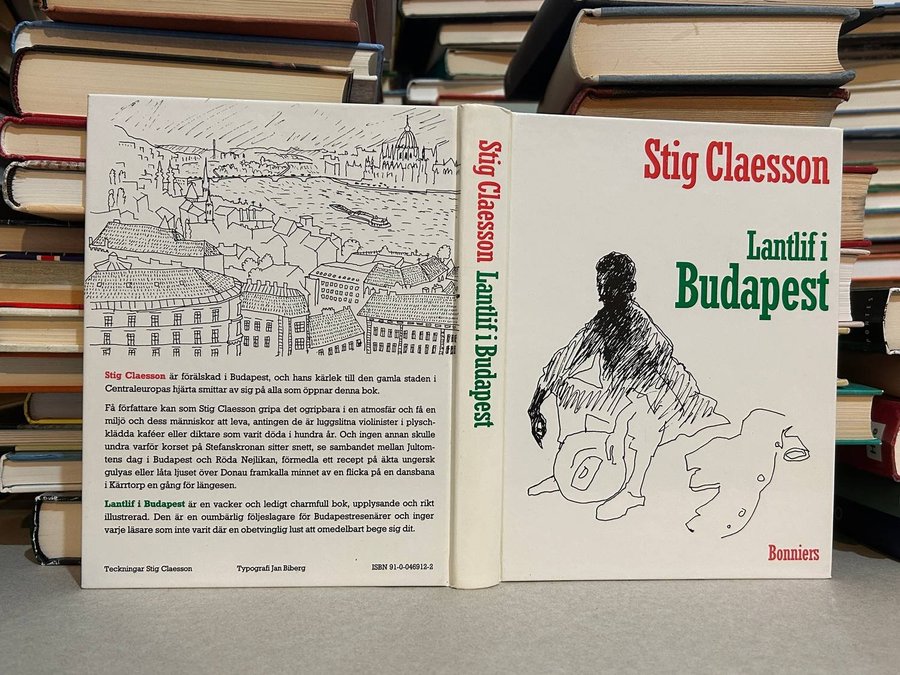 Stig Claesson är förälskad i Budapest, och hans kärlek till den gamla staden i
Centraleuropas hjärta smittar av sig på alla som öppnar denna bok.
Få författare kan som Stig Claesson gripa det ogripbara i en atmosfär och få en
miljö och dess människor att leva, antingen de är luggslitna violinister i plysch-
klädda kaféer eller diktare som varit döda i hundra år. Och ingen annan skulle
undra varför korset på Stefanskronan sitter snett, se sambandet mellan Jultom-
tens dag i Budapest och Röda Nejlikan, förmedla ett recept på äkta ungersk
gulyas eller låta ljuset över Donau framkalla minnet av en flicka på en dansbana
i Kärrtorp en gång för längesen.
Lantlif i Budapest är en vacker och ledigt charmfull bok, upplysande och rikt
illustrerad. Den är en oumbärlig följeslagare för Budapestresenärer och inger
varje läsare som inte varit där en obetvinglig lust att omedelbart bege sig dit.
Teckningar Stig Claesson Typografi Jan Biberg ISBN 91-0-046912-2
Stig Claesson Lantlif i Budapest
Stig Claesson
Lantlif i
Budapest
Bonniers